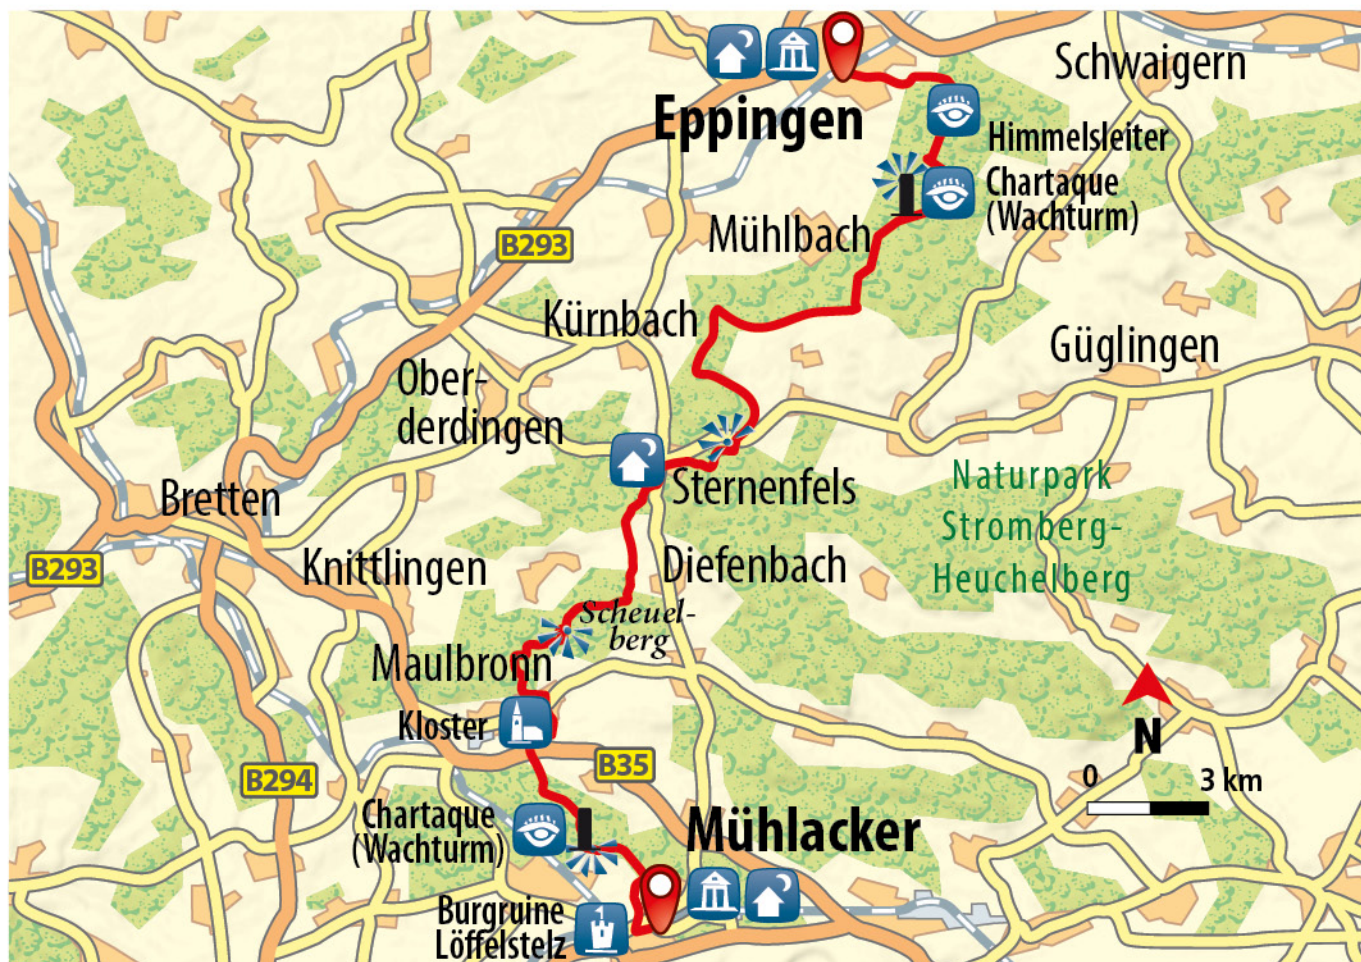 Schwaigern
Eppingen
Himmelsleiter
Chartaque
(Wachturm)
Mühlbach
B293
Kürnbach
Güglingen
Ober-
derdingen
Bretten
Sternenfels
Naturpark
Stromberg-
Heuchelberg
B293
Knittlingen
Diefenbach
Scheuel-
berg
Maulbronn
Kloster
N
B35
B294
0 3 km
Chartaque
(Wachturm)
Mühlacker
Burgruine
Löffelstelz